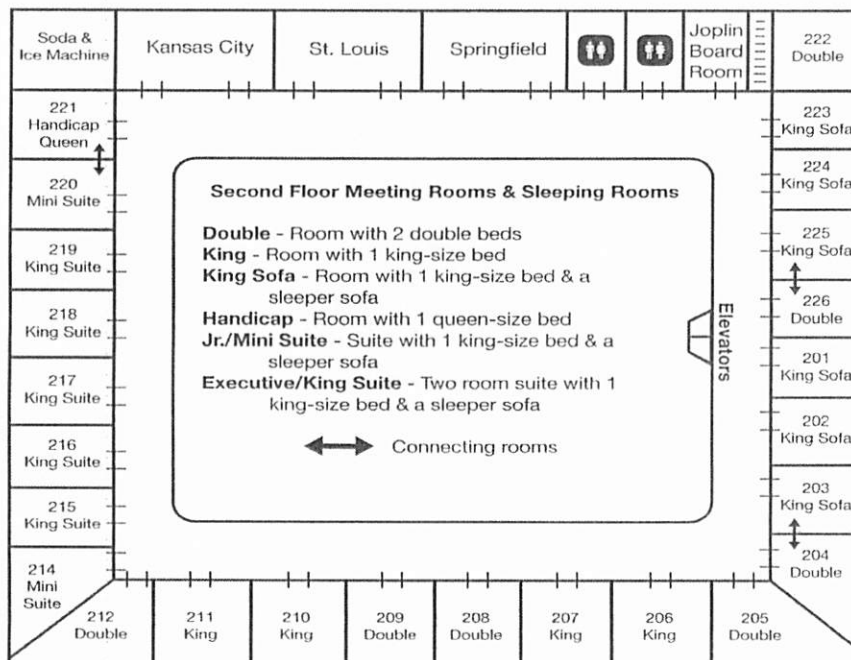 Soda &
Ice Machine
Kansas City
St. Louis
Springfield
Joplin
Board
Room
222
Double
221
Handicap
Queen
223
King Sofa
220
Mini Suite
224
King Sofa
219
King Suite
225
King Sofa
218
King Suite
226
Double
217
King Suite
201
King Sofa
216
King Suite
202
King Sofa
215
King Suite
203
King Sofa
214
Mini
Suite
204
Double
Second Floor Meeting Rooms & Sleeping Rooms
Double - Room with 2 double beds
King - Room with 1 king-size bed
King Sofa - Room with 1 king-size bed & a
sleeper sofa
Handicap - Room with 1 queen-size bed
Jr./Mini Suite - Suite with 1 king-size bed & a
sleeper sofa
Executive/King Suite - Two room suite with 1
king-size bed & a sleeper sofa
Connecting rooms
Elevators
212
Double
211
King
210
King
209
Double
208
Double
207
King
206
King
205
Double